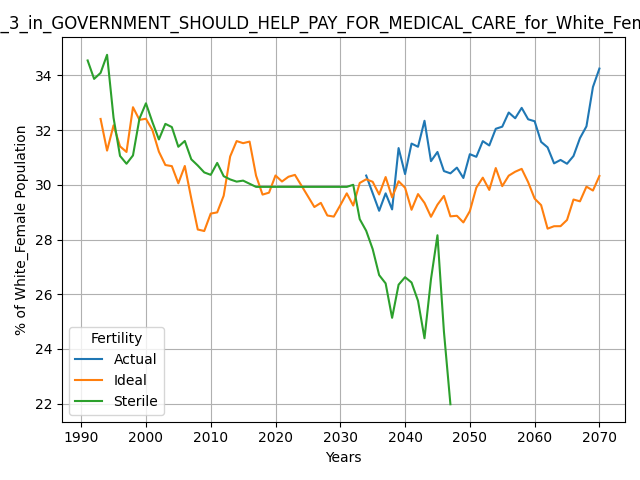 _3_in_GOVERNMENT_SHOULD_HELP_PAY_FOR_MEDICAL_CARE_for_White_Fem
34
32
30
28
26
24
22
% of White_Female Population
Fertility
Actual
Ideal
Sterile
1990 2000 2010 2020 2030 2040 2050 2060 2070
Years